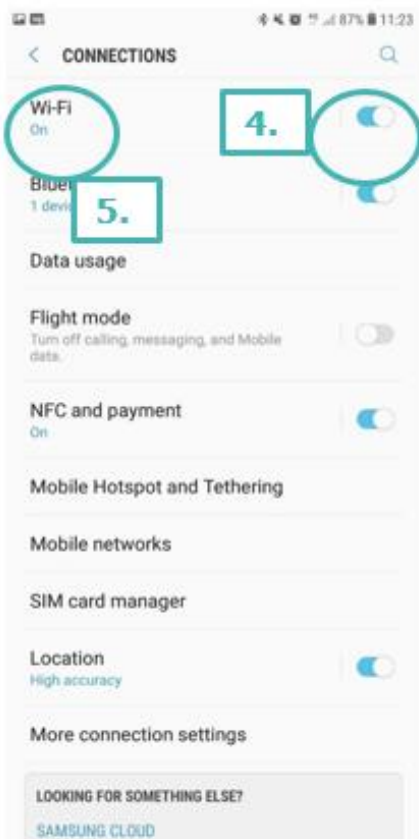 87% 11:23
CONNECTIONS
Wi-Fi
On
4.
1
5.
Data usage
Flight mode
Turn off calling, messaging, and Mobile
data.
NFC and payment
On
Mobile Hotspot and Tethering
Mobile networks
SIM card manager
Location
High accuracy
More connection settings
LOOKING FOR SOMETHING ELSE?
SAMSUNG CLOUD